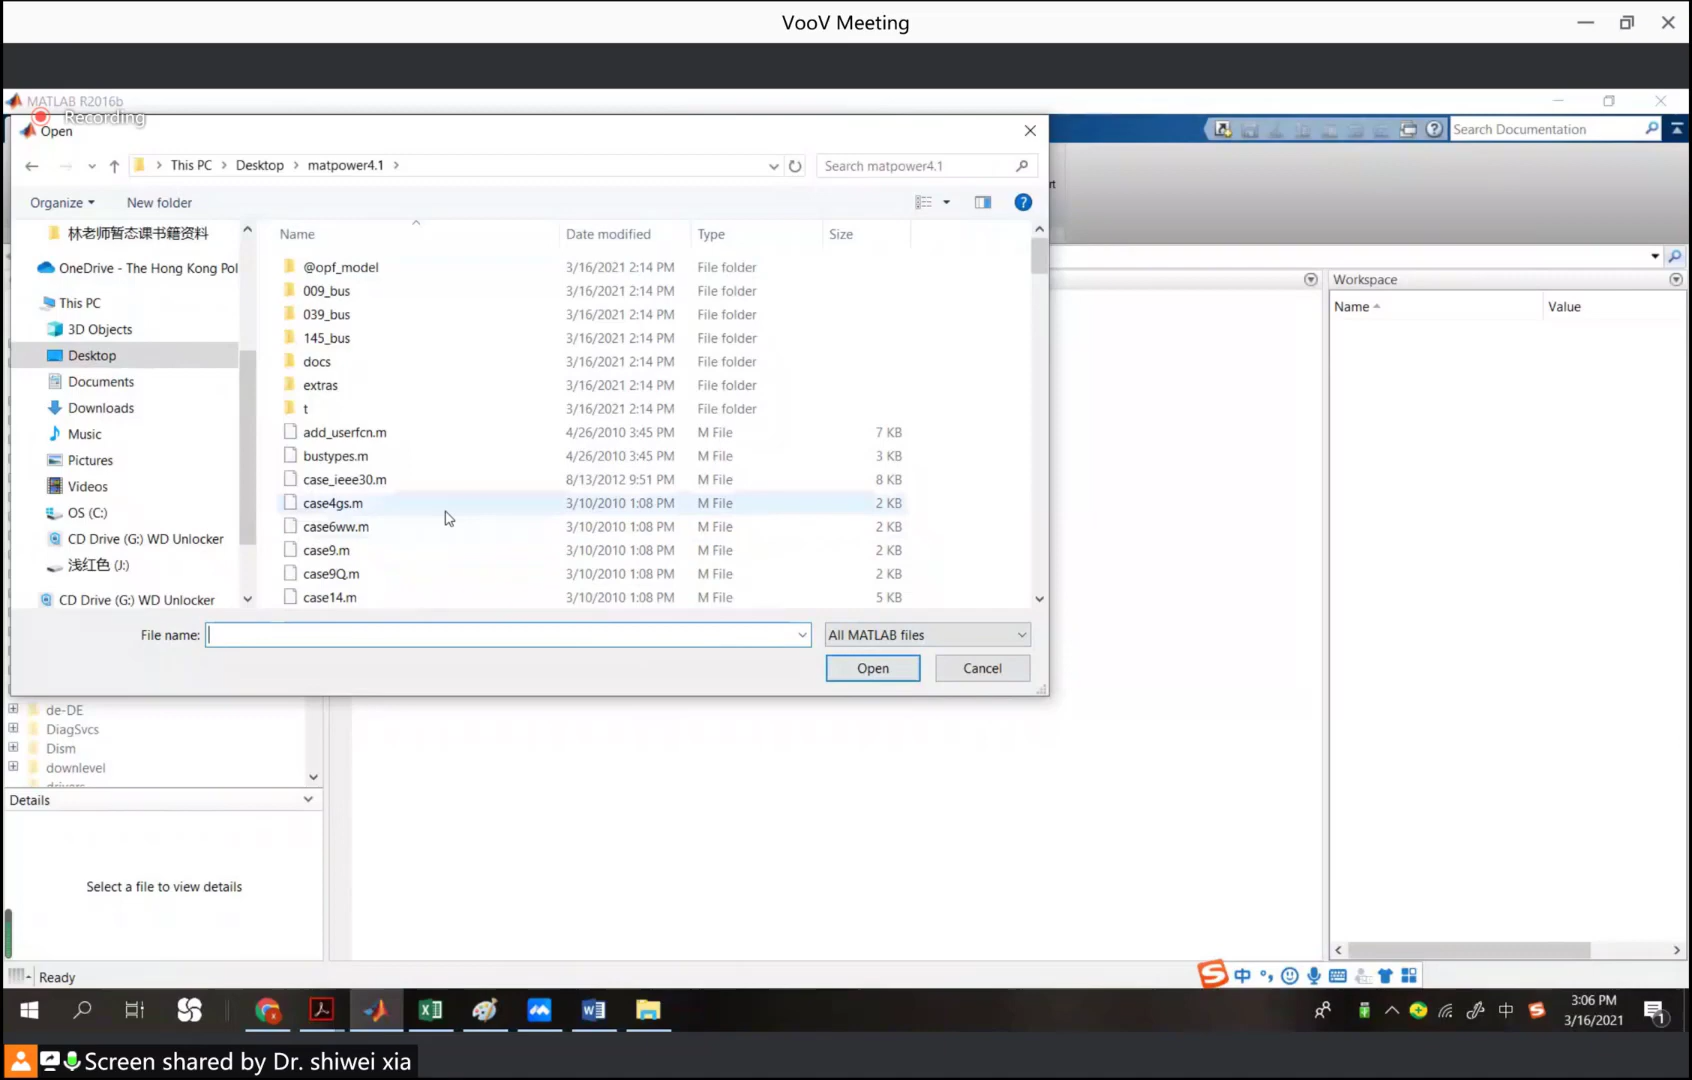 VooV Meeting
MATLAB R2016b
Recording
Open
This PC > Desktop > matpower4.1 >
Search matpower4.1
Search Documentation
Organize
New folder
rt
林老师暂态课书籍资料
OneDrive - The Hong Kong Pol
This PC
3D Objects
Desktop
Documents
Downloads
Music
Pictures
Videos
OS (C:)
CD Drive (G:) WD Unlocker
浅红色 (J:)
CD Drive (G:) WD Unlocker
Name Date modified Type Size
@opf_model 3/16/2021 2:14 PM File folder
009_bus 3/16/2021 2:14 PM File folder
039_bus 3/16/2021 2:14 PM File folder
145_bus 3/16/2021 2:14 PM File folder
docs 3/16/2021 2:14 PM File folder
extras 3/16/2021 2:14 PM File folder
t 3/16/2021 2:14 PM File folder
add_userfcn.m 4/26/2010 3:45 PM M File 7 KB
bustypes.m 4/26/2010 3:45 PM M File 3 KB
case_ieee30.m 8/13/2012 9:51 PM M File 8 KB
case4gs.m 3/10/2010 1:08 PM M File 2 KB
case6ww.m 3/10/2010 1:08 PM M File 2 KB
case9.m 3/10/2010 1:08 PM M File 2 KB
case9Q.m 3/10/2010 1:08 PM M File 2 KB
case14.m 3/10/2010 1:08 PM M File 5 KB
File name:
All MATLAB files
Open
Cancel
Workspace
Name Value
de-DE
DiagSvcs
Dism
downlevel
drivers
Details
Select a file to view details
Ready
中
中
3:06 PM
3/16/2021
1
Screen shared by Dr. shiwei xia